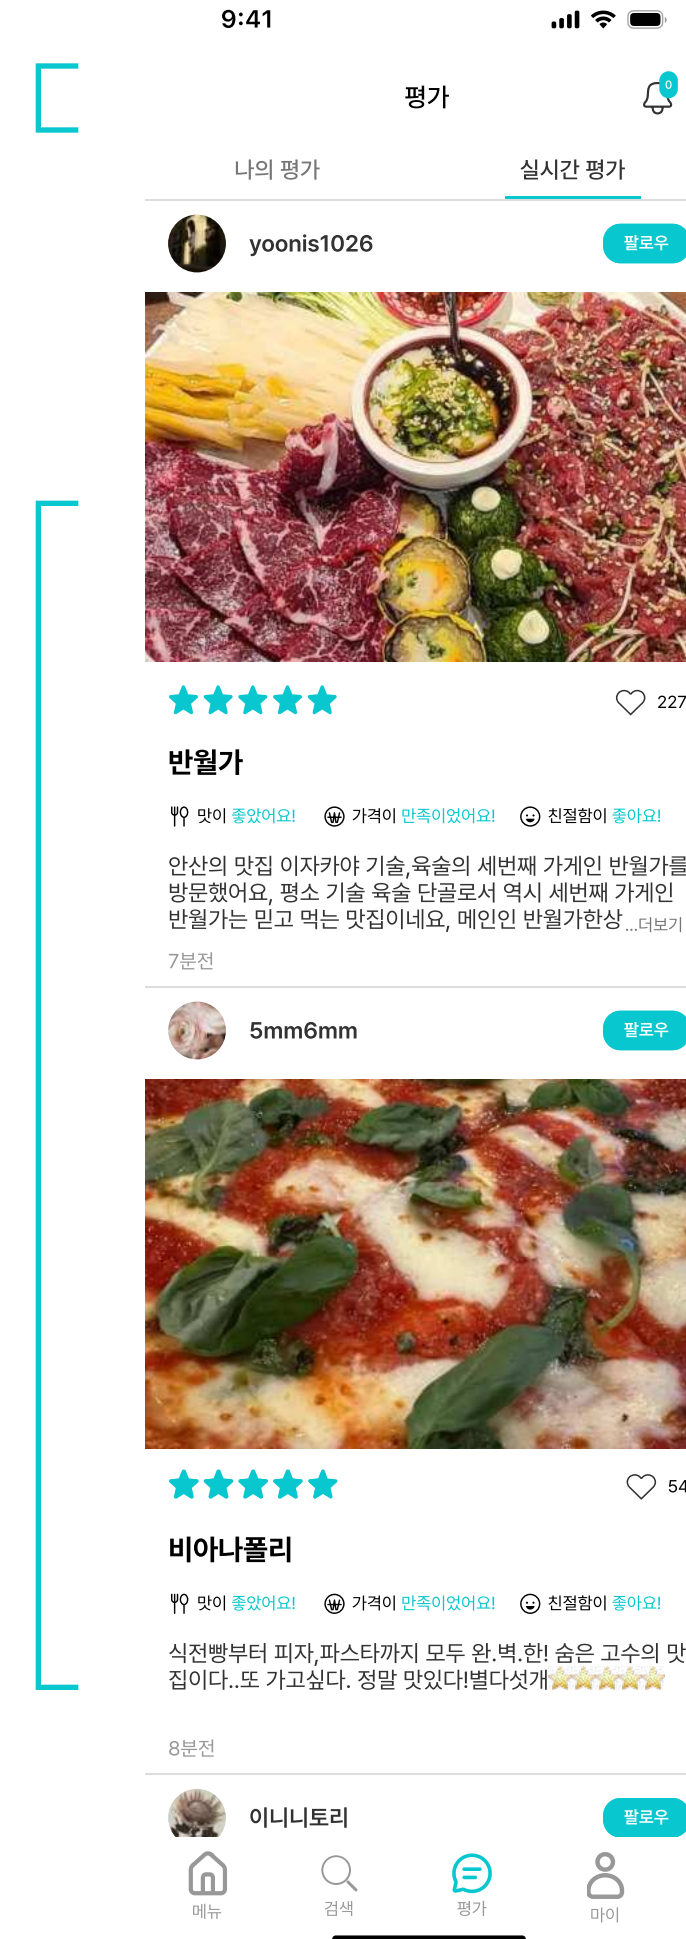 9:41
평가
0
나의 평가
실시간 평가
yoonis1026
팔로우
227
반월가
맛이 좋았어요!
가격이 만족이었어요!
친절함이 좋아요!
안산의 맛집 이자카야 기술,육술의 세번째 가게인 반월가를
방문했어요, 평소 기술 육술 단골로서 역시 세번째 가게인
반월가는 믿고 먹는 맛집이네요, 메인인 반월가한상 ...더보기
7분전
5mm6mm
팔로우
54
비아나폴리
맛이 좋았어요!
가격이 만족이었어요!
친절함이 좋아요!
식전빵부터 피자,파스타까지 모두 완.벽.한! 숨은 고수의 맛
집이다..또 가고싶다. 정말 맛있다!별다섯개⭐⭐⭐⭐⭐
8분전
이니니토리
팔로우
메뉴
검색
평가
마이